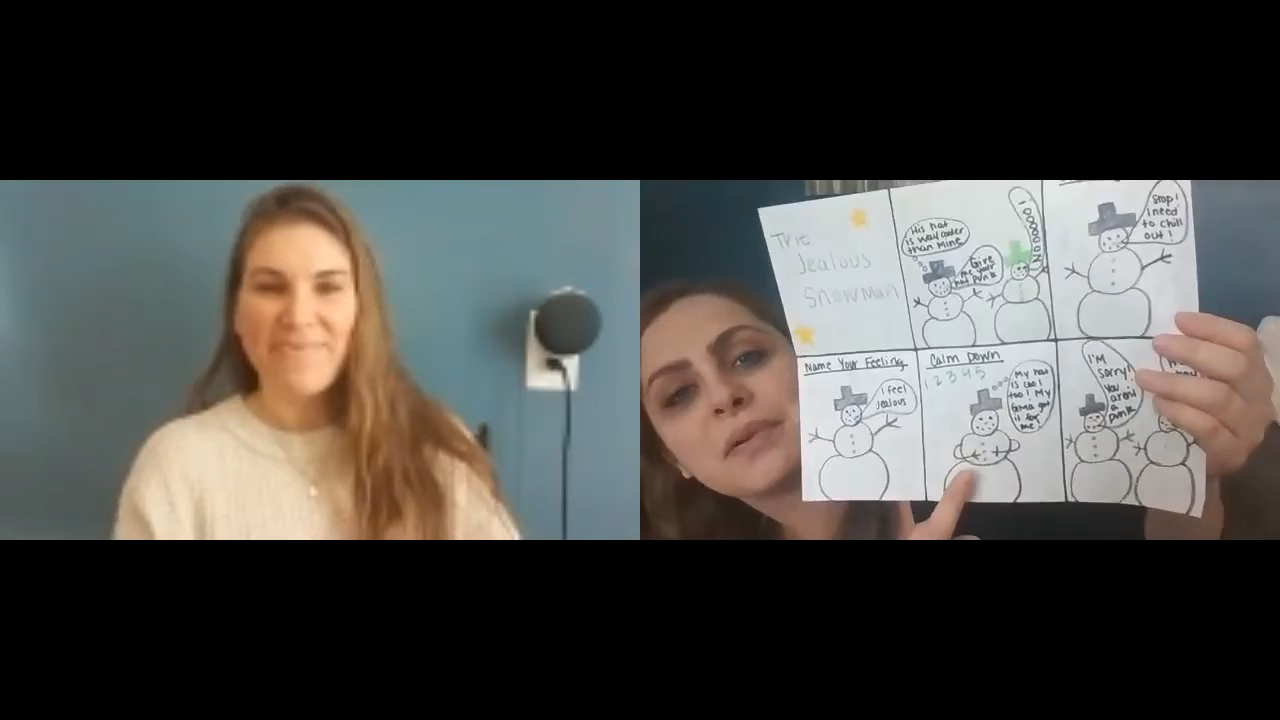 The
Jealous
Snowman
His hat
is way cooler
than mine
Give
me your
hat punk
NOOOOOO!
Stop!
I need
to chill
out!
Name Your Feeling
I feel
jealous
Calm Down
1 2 3 4 5
My hat
is cool
too! My
got
it for
me!
I'M
sorry!
You
aren't
a
punk